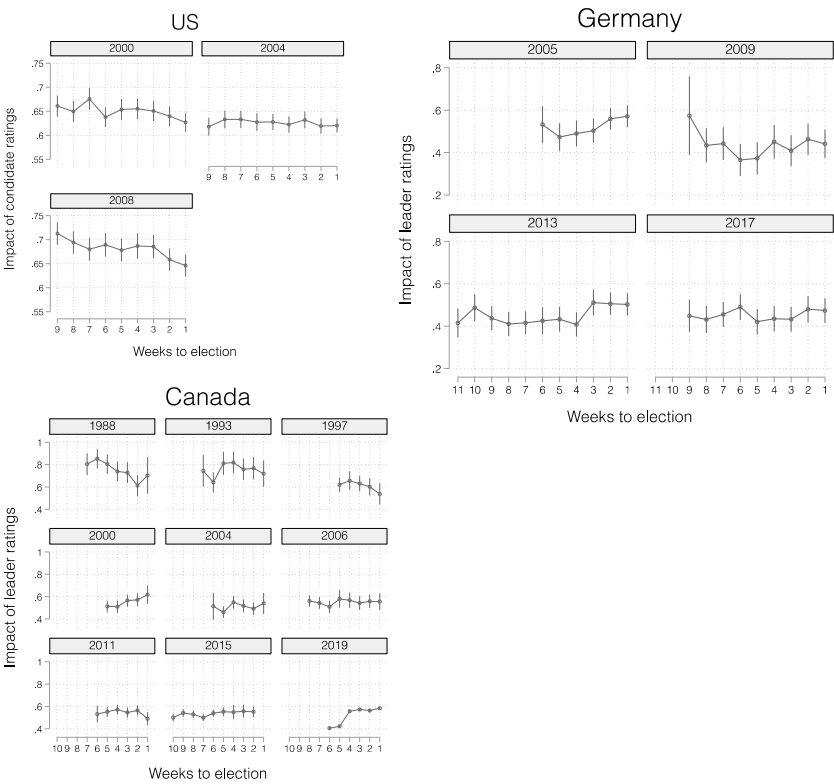 US
2000 2004
.75
.7
.65
.6
.55
9 8 7 6 5 4 3 2 1
2008
.75
.7
.65
.6
.55
9 8 7 6 5 4 3 2 1
Impact of candidate ratings
Weeks to election
Germany
2005 2009
.8
.6
.4
.2
2013 2017
.8
.6
.4
.2
11 10 9 8 7 6 5 4 3 2 1 11 10 9 8 7 6 5 4 3 2 1
Impact of leader ratings
Weeks to election
Canada
1988 1993 1997
1
.8
.6
.4
2000 2004 2006
1
.8
.6
.4
2011 2015 2019
1
.8
.6
.4
10 9 8 7 6 5 4 3 2 1 10 9 8 7 6 5 4 3 2 1 10 9 8 7 6 5 4 3 2 1
Impact of leader ratings
Weeks to election